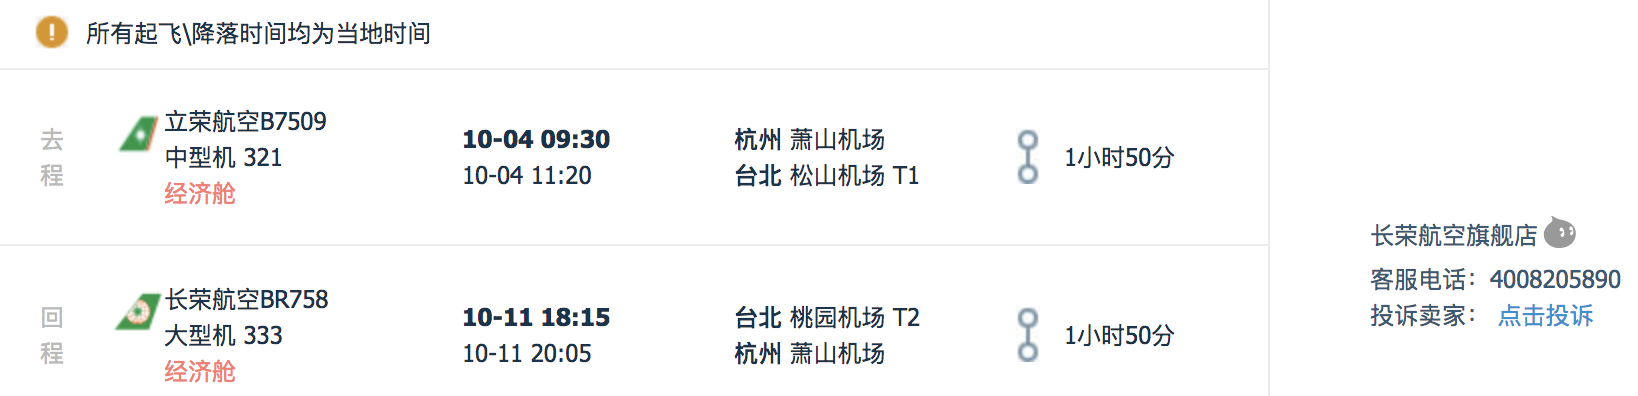 所有起飞\降落时间均为当地时间
去程
立荣航空B7509
中型机 321
经济舱
10-04 09:30
10-04 11:20
杭州 萧山机场
台北 松山机场 T1
1小时50分
回程
长荣航空BR758
大型机 333
经济舱
10-11 18:15
10-11 20:05
台北 桃园机场 T2
杭州 萧山机场
1小时50分
长荣航空旗舰店
客服电话：4008205890
投诉卖家： 点击投诉